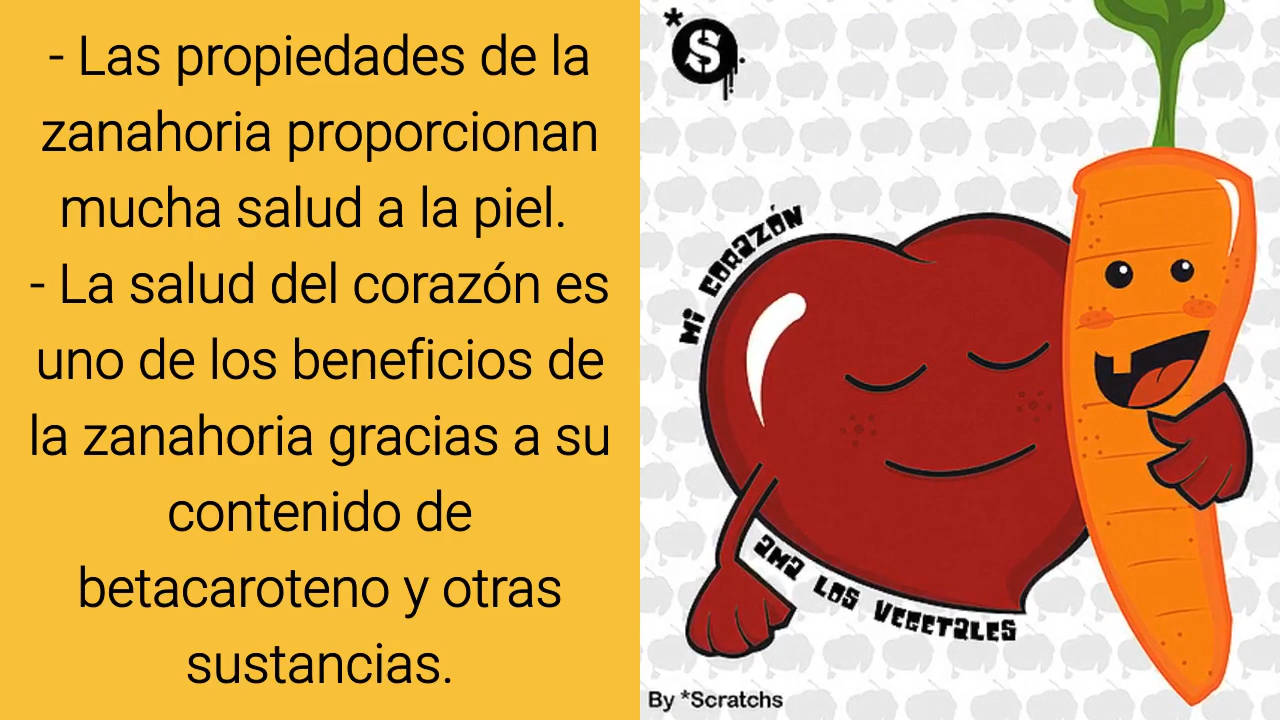 - Las propiedades de la
zanahoria proporcionan
mucha salud a la piel.
- La salud del corazón es
uno de los beneficios de
la zanahoria gracias a su
contenido de
betacaroteno y otras
sustancias.
*S
MI CORAZÓN
AMA LOS VEGETALES
By *Scratchs